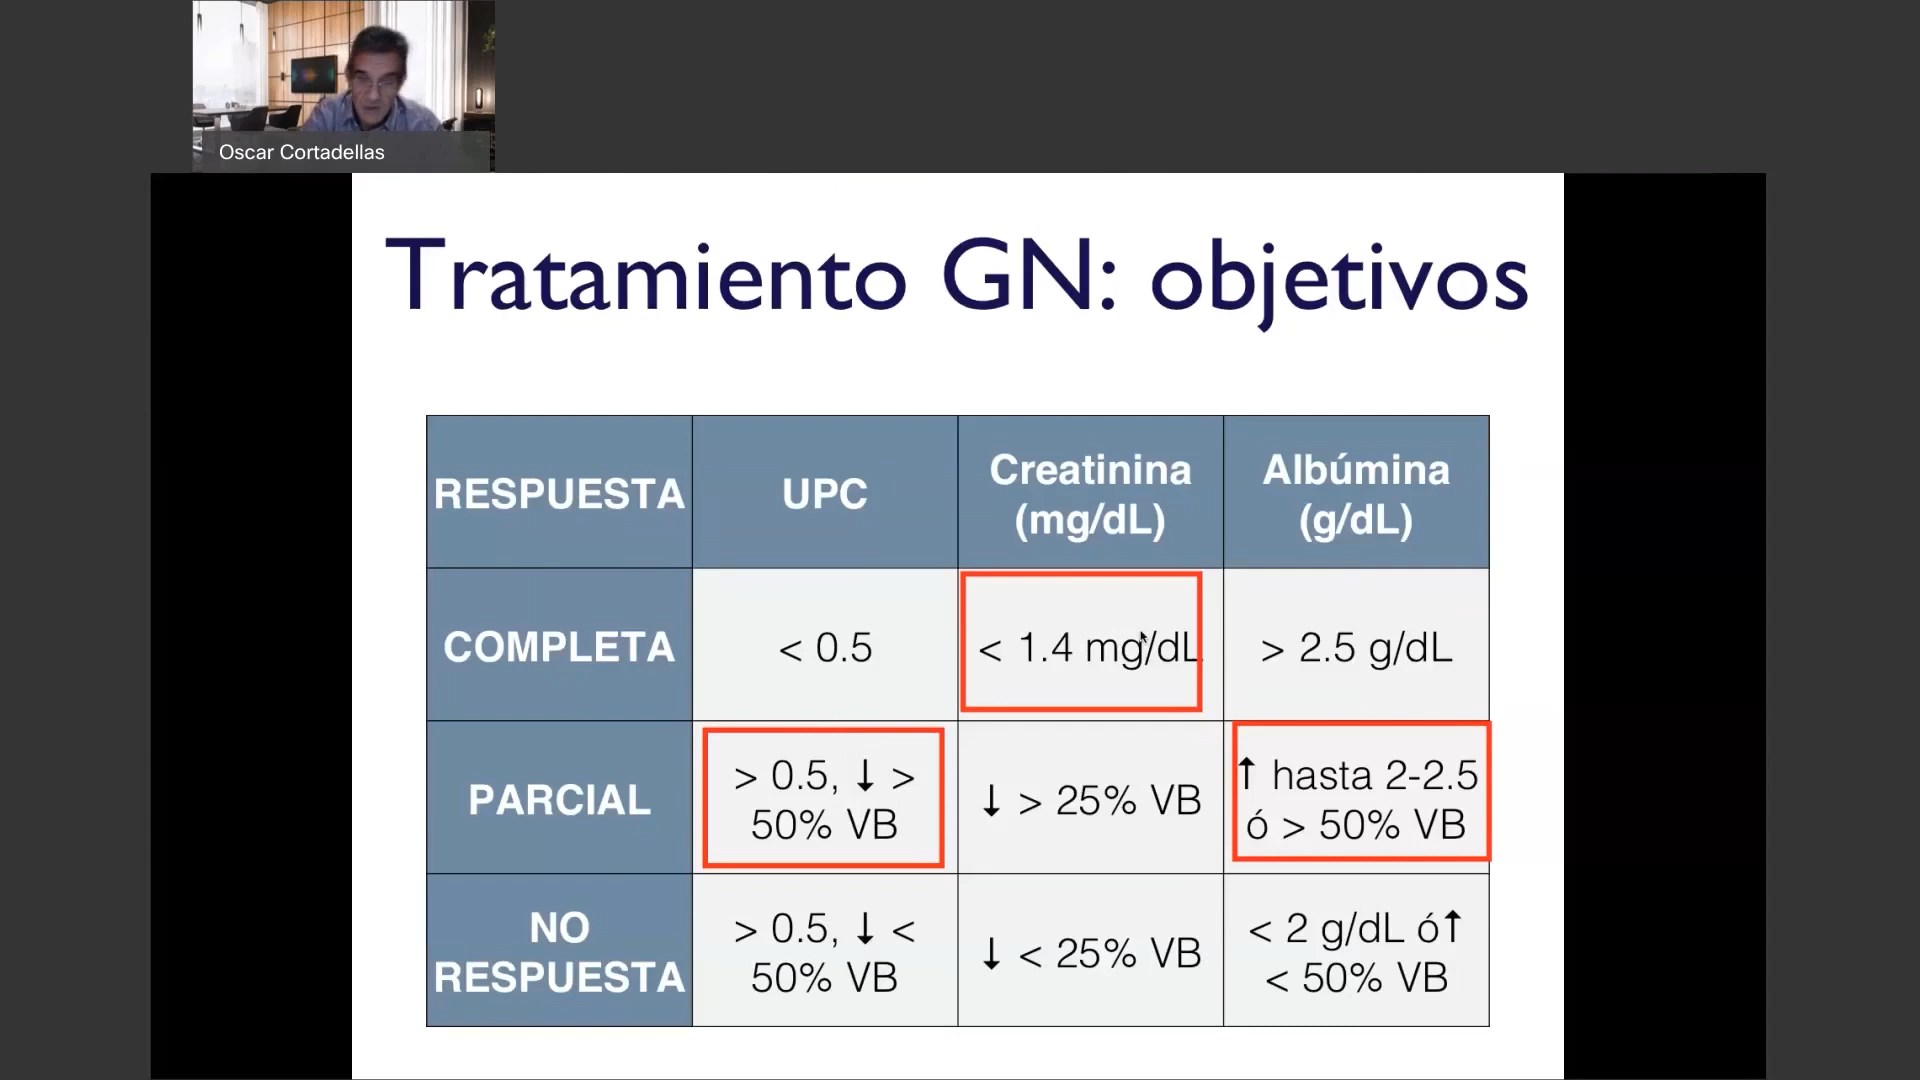 Oscar Cortadellas
Tratamiento GN: objetivos
RESPUESTA
UPC
Creatinina
(mg/dL)
Albúmina
(g/dL)
COMPLETA
< 0.5
< 1.4 mg/dL
> 2.5 g/dL
PARCIAL
> 0.5, ↓ >
50% VB
↓ > 25% VB
↑ hasta 2-2.5
ó > 50% VB
NO
RESPUESTA
> 0.5, ↓ <
50% VB
↓ < 25% VB
< 2 g/dL ó↑
< 50% VB